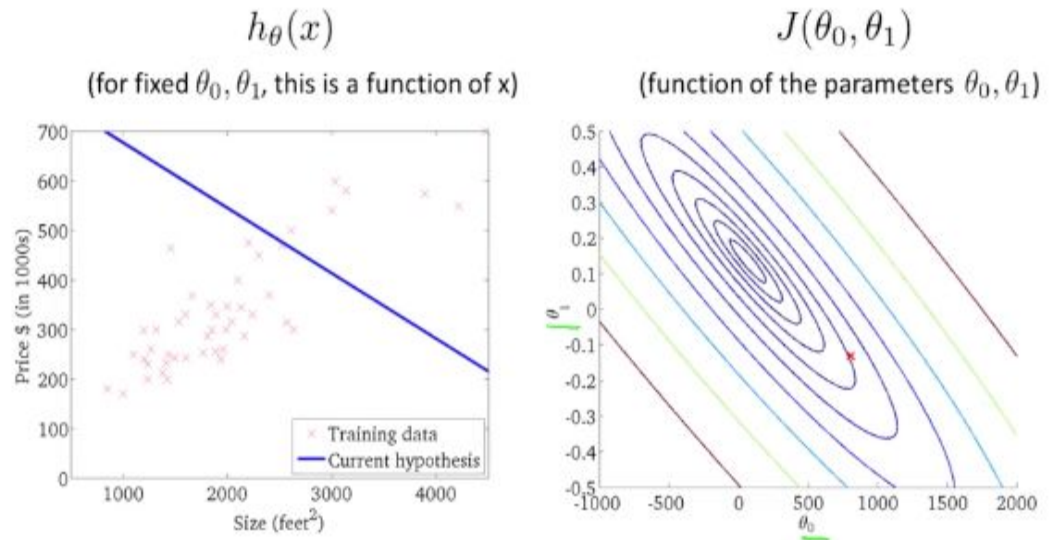 h_θ(x)
(for fixed θ₀, θ₁, this is a function of x)
700
600
500
400
300
200
100
0
Price $ (in 1000s)
1000 2000 3000 4000
Size (feet²)
Training data
Current hypothesis
J(θ₀, θ₁)
(function of the parameters θ₀, θ₁)
0.5
0.4
0.3
0.2
0.1
0
-0.1
-0.2
-0.3
-0.4
-0.5
θ₁
-1000 -500 0 500 1000 1500 2000
θ₀